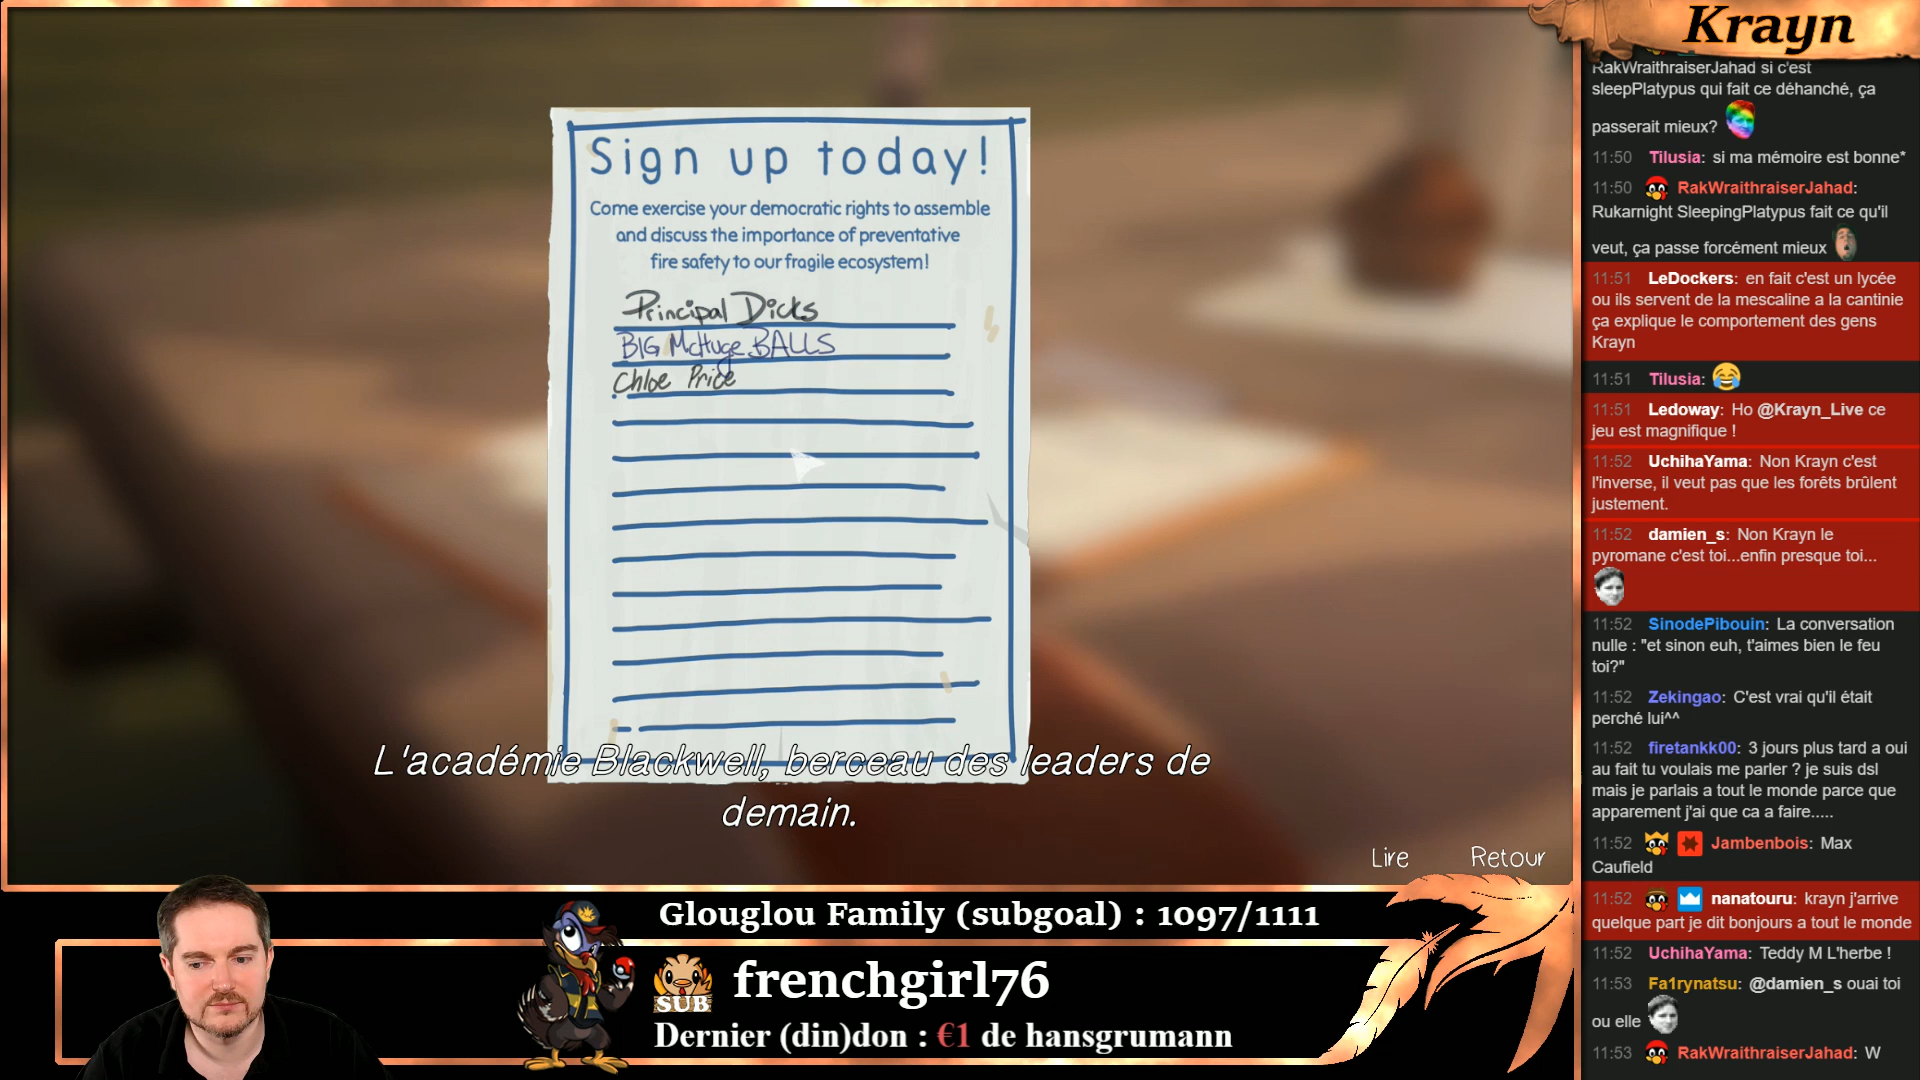 Krayn
Sign up today!
Come exercise your democratic rights to assemble
and discuss the importance of preventative
fire safety to our fragile ecosystem!
Principal Dicks
BIG McHuge BALLS
Chloe Price
L'académie Blackwell, berceau des leaders de
demain.
Lire Retour
Glouglou Family (subgoal) : 1097/1111
SUB
frenchgirl76
Dernier (din)don : €1 de hansgrumann
RakWraithraiserJahad si c'est
sleepPlatypus qui fait ce déhanché, ça
passerait mieux?
11:50 Tilusia: si ma mémoire est bonne*
11:50 RakWraithraiserJahad:
Rukarnight SleepingPlatypus fait ce qu'il
veut, ça passe forcément mieux
11:51 LeDockers: en fait c'est un lycée
ou ils servent de la mescaline a la cantinie
ça explique le comportement des gens
Krayn
11:51 Tilusia:
11:51 Ledoway: Ho @Krayn_Live ce
jeu est magnifique !
11:52 UchihaYama: Non Krayn c'est
l'inverse, il veut pas que les forêts brûlent
justement.
11:52 damien_s: Non Krayn le
pyromane c'est toi...enfin presque toi...
11:52 SinodePibouin: La conversation
nulle : "et sinon euh, t'aimes bien le feu
toi?"
11:52 Zekingao: C'est vrai qu'il était
perché lui^^
11:52 firetankk00: 3 jours plus tard a oui
au fait tu voulais me parler ? je suis dsl
mais je parlais a tout le monde parce que
apparement j'ai que ca a faire.....
11:52 Jambenbois: Max
Caufield
11:52 nanatouru: krayn j'arrive
quelque part je dit bonjours a tout le monde
11:52 UchihaYama: Teddy M L'herbe !
11:53 Fa1rynatsu: @damien_s ouai toi
ou elle
11:53 RakWraithraiserJahad: W